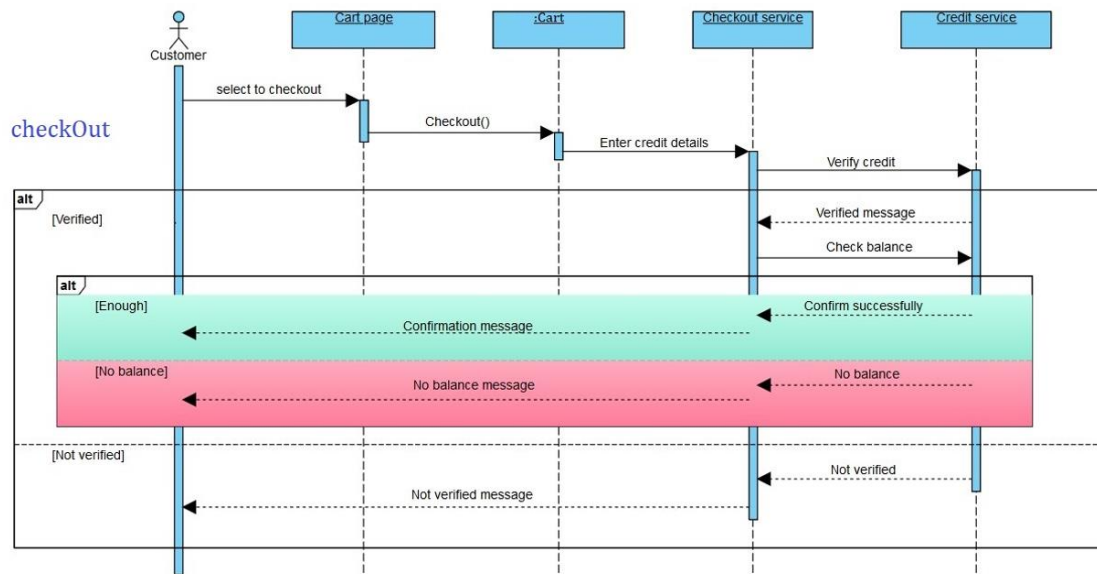 Cart page
:Cart
Checkout service
Credit service
Customer
select to checkout
checkOut
Checkout()
Enter credit details
Verify credit
alt
[Verified]
Verified message
Check balance
alt
[Enough]
Confirm successfully
Confirmation message
[No balance]
No balance
No balance message
[Not verified]
Not verified
Not verified message